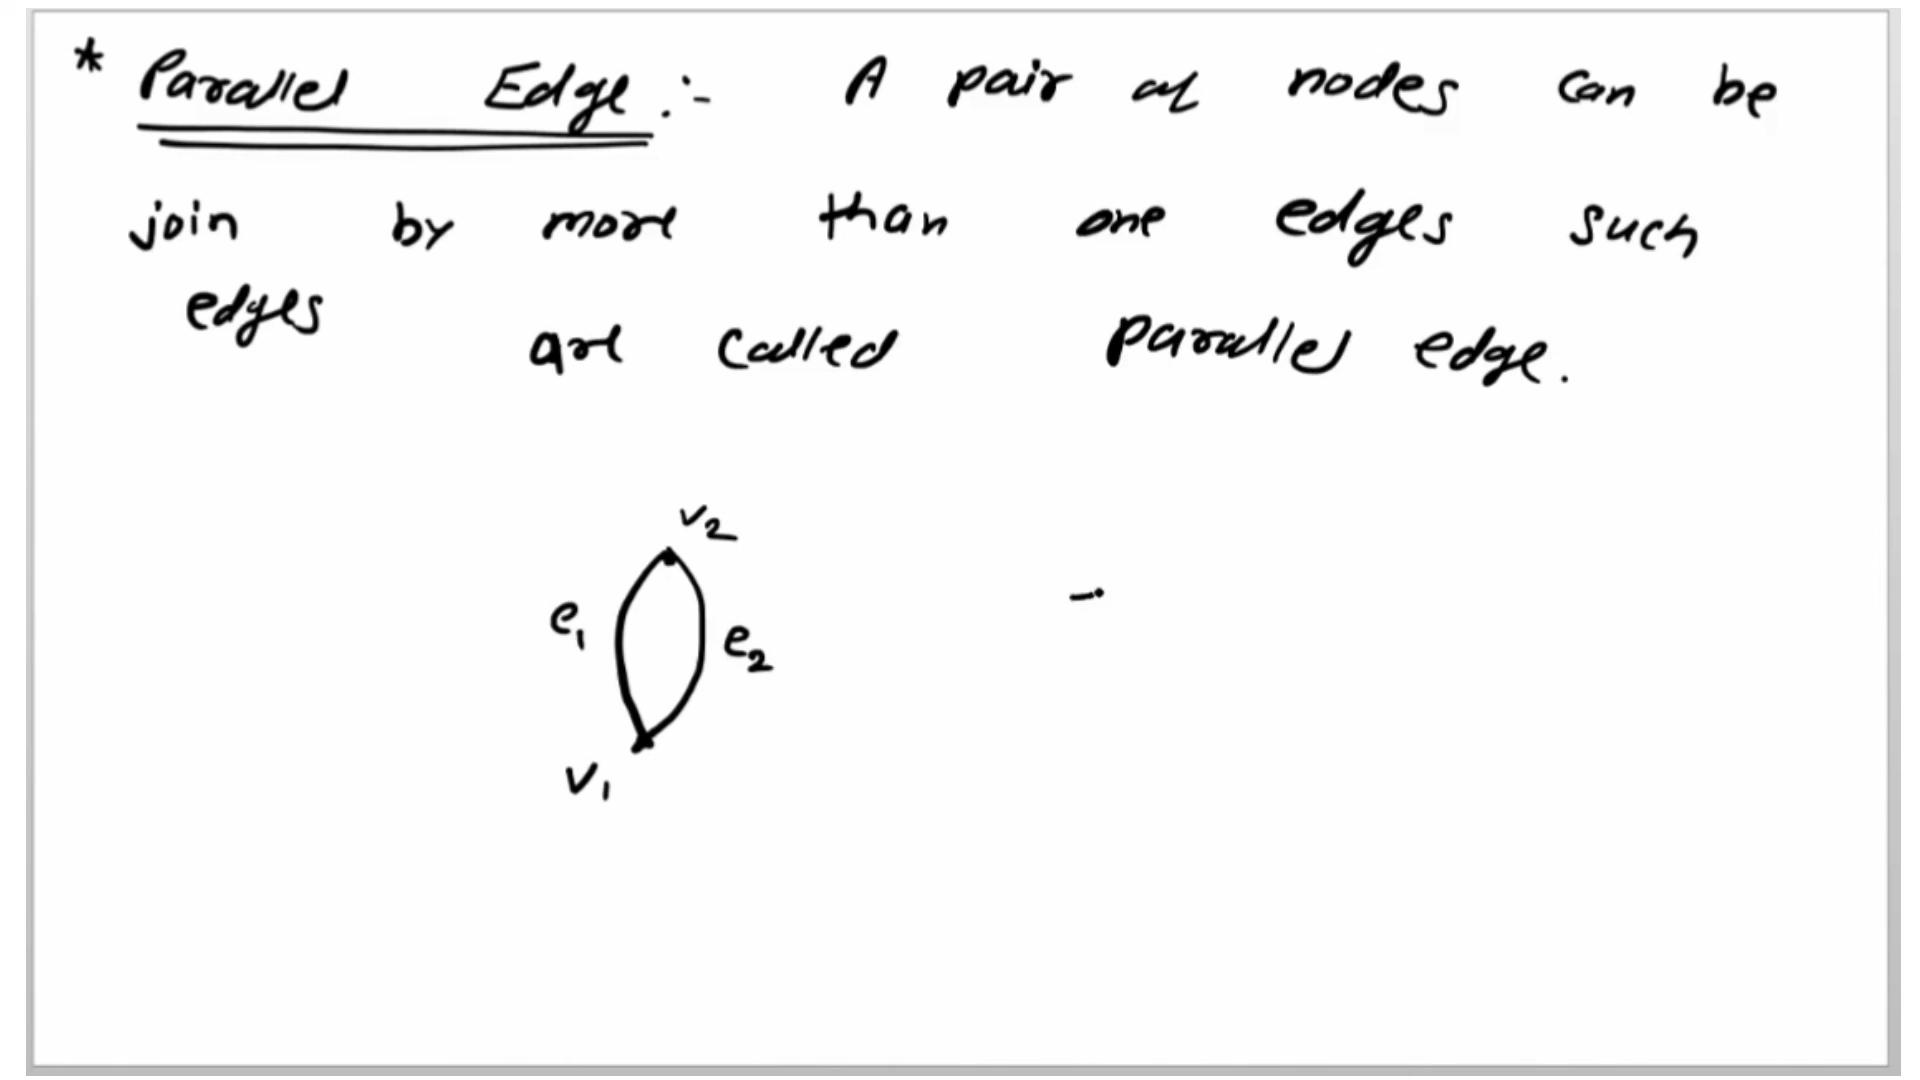 * Parallel Edge :- A pair of nodes can be
join by more than one edges such
edges are called parallel edge.
v2
e1 e2
v1